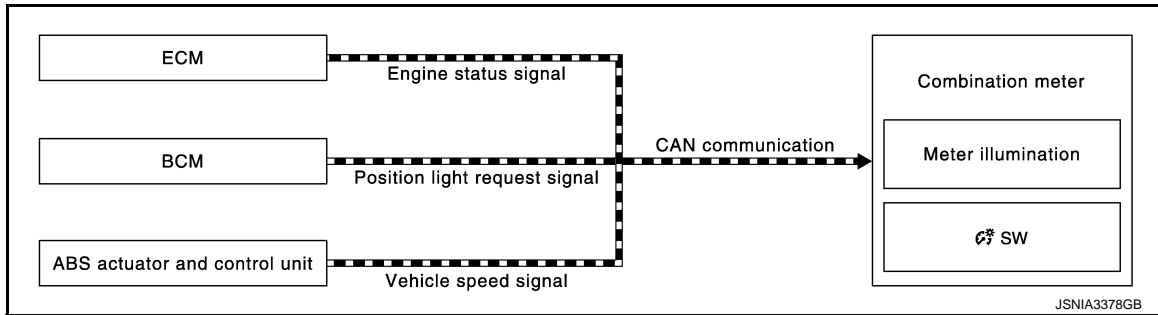 ECM
Engine status signal
Combination meter
BCM
Position light request signal
CAN communication
Meter illumination
ABS actuator and control unit
Vehicle speed signal
SW
JSNIA3378GB